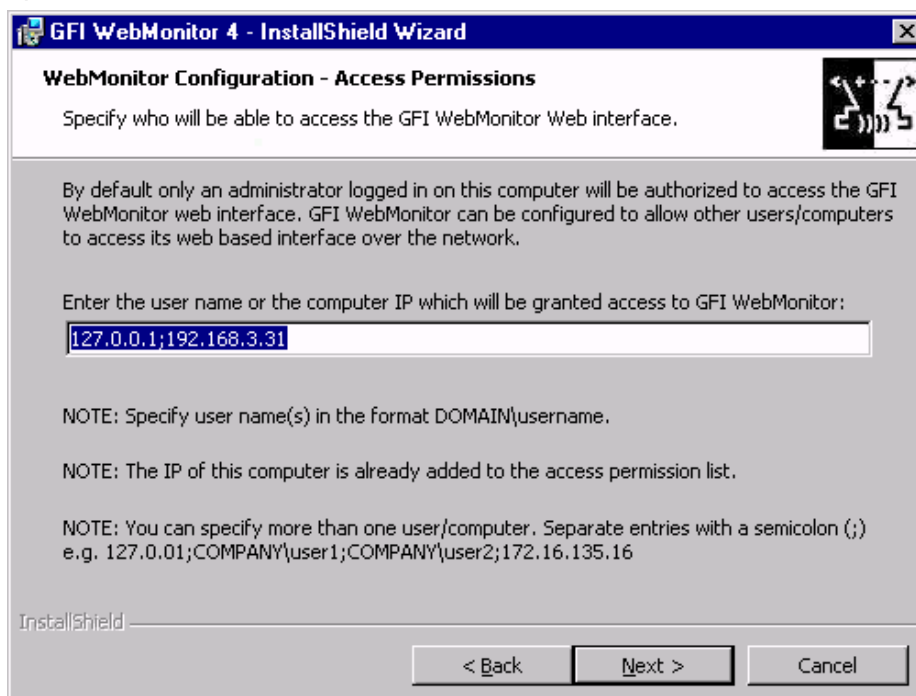 GFI WebMonitor 4 - InstallShield Wizard
WebMonitor Configuration - Access Permissions
Specify who will be able to access the GFI WebMonitor Web interface.
By default only an administrator logged in on this computer will be authorized to access the GFI
WebMonitor web interface. GFI WebMonitor can be configured to allow other users/computers
to access its web based interface over the network.
Enter the user name or the computer IP which will be granted access to GFI WebMonitor:
127.0.0.1;192.168.3.31
NOTE: Specify user name(s) in the format DOMAIN\username.
NOTE: The IP of this computer is already added to the access permission list.
NOTE: You can specify more than one user/computer. Separate entries with a semicolon (;)
e.g. 127.0.01;COMPANY\user1;COMPANY\user2;172.16.135.16
InstallShield
< Back Next > Cancel